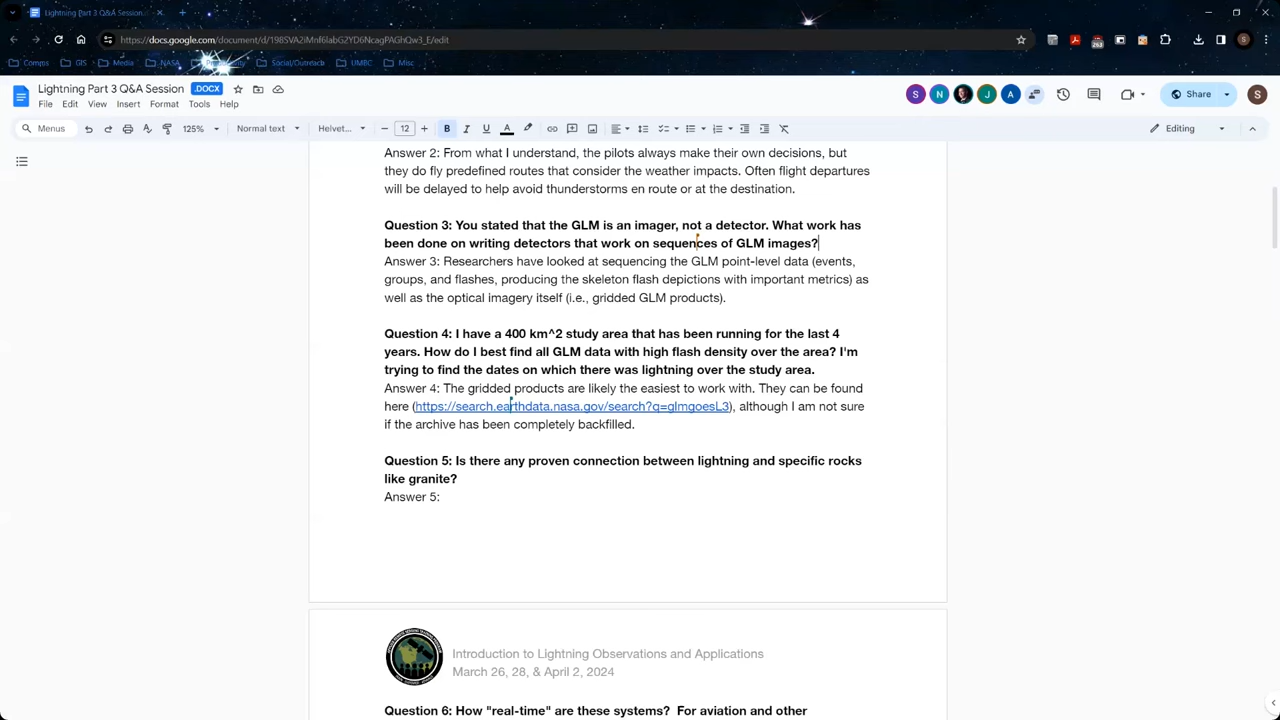 Lightning Part 3 Q&A Session
https://docs.google.com/document/d/198SVA2iMnf6labGZYD6NcagPAGhQw3_E/edit
Comps GIS Media NASA Social/Outreach UMBC Misc
Lightning Part 3 Q&A Session .DOCX
File Edit View Insert Format Tools Help
Share
S N J A S
Menus 125% Normal text Helvet... 12 B I U A Editing
Answer 2: From what I understand, the pilots always make their own decisions, but
they do fly predefined routes that consider the weather impacts. Often flight departures
will be delayed to help avoid thunderstorms en route or at the destination.
Question 3: You stated that the GLM is an imager, not a detector. What work has
been done on writing detectors that work on sequences of GLM images?
Answer 3: Researchers have looked at sequencing the GLM point-level data (events,
groups, and flashes, producing the skeleton flash depictions with important metrics) as
well as the optical imagery itself (i.e., gridded GLM products).
Question 4: I have a 400 km^2 study area that has been running for the last 4
years. How do I best find all GLM data with high flash density over the area? I'm
trying to find the dates on which there was lightning over the study area.
Answer 4: The gridded products are likely the easiest to work with. They can be found
here (https://search.earthdata.nasa.gov/search?q=glmgoesL3), although I am not sure
if the archive has been completely backfilled.
Question 5: Is there any proven connection between lightning and specific rocks
like granite?
Answer 5:
Introduction to Lightning Observations and Applications
March 26, 28, & April 2, 2024
Question 6: How "real-time" are these systems? For aviation and other